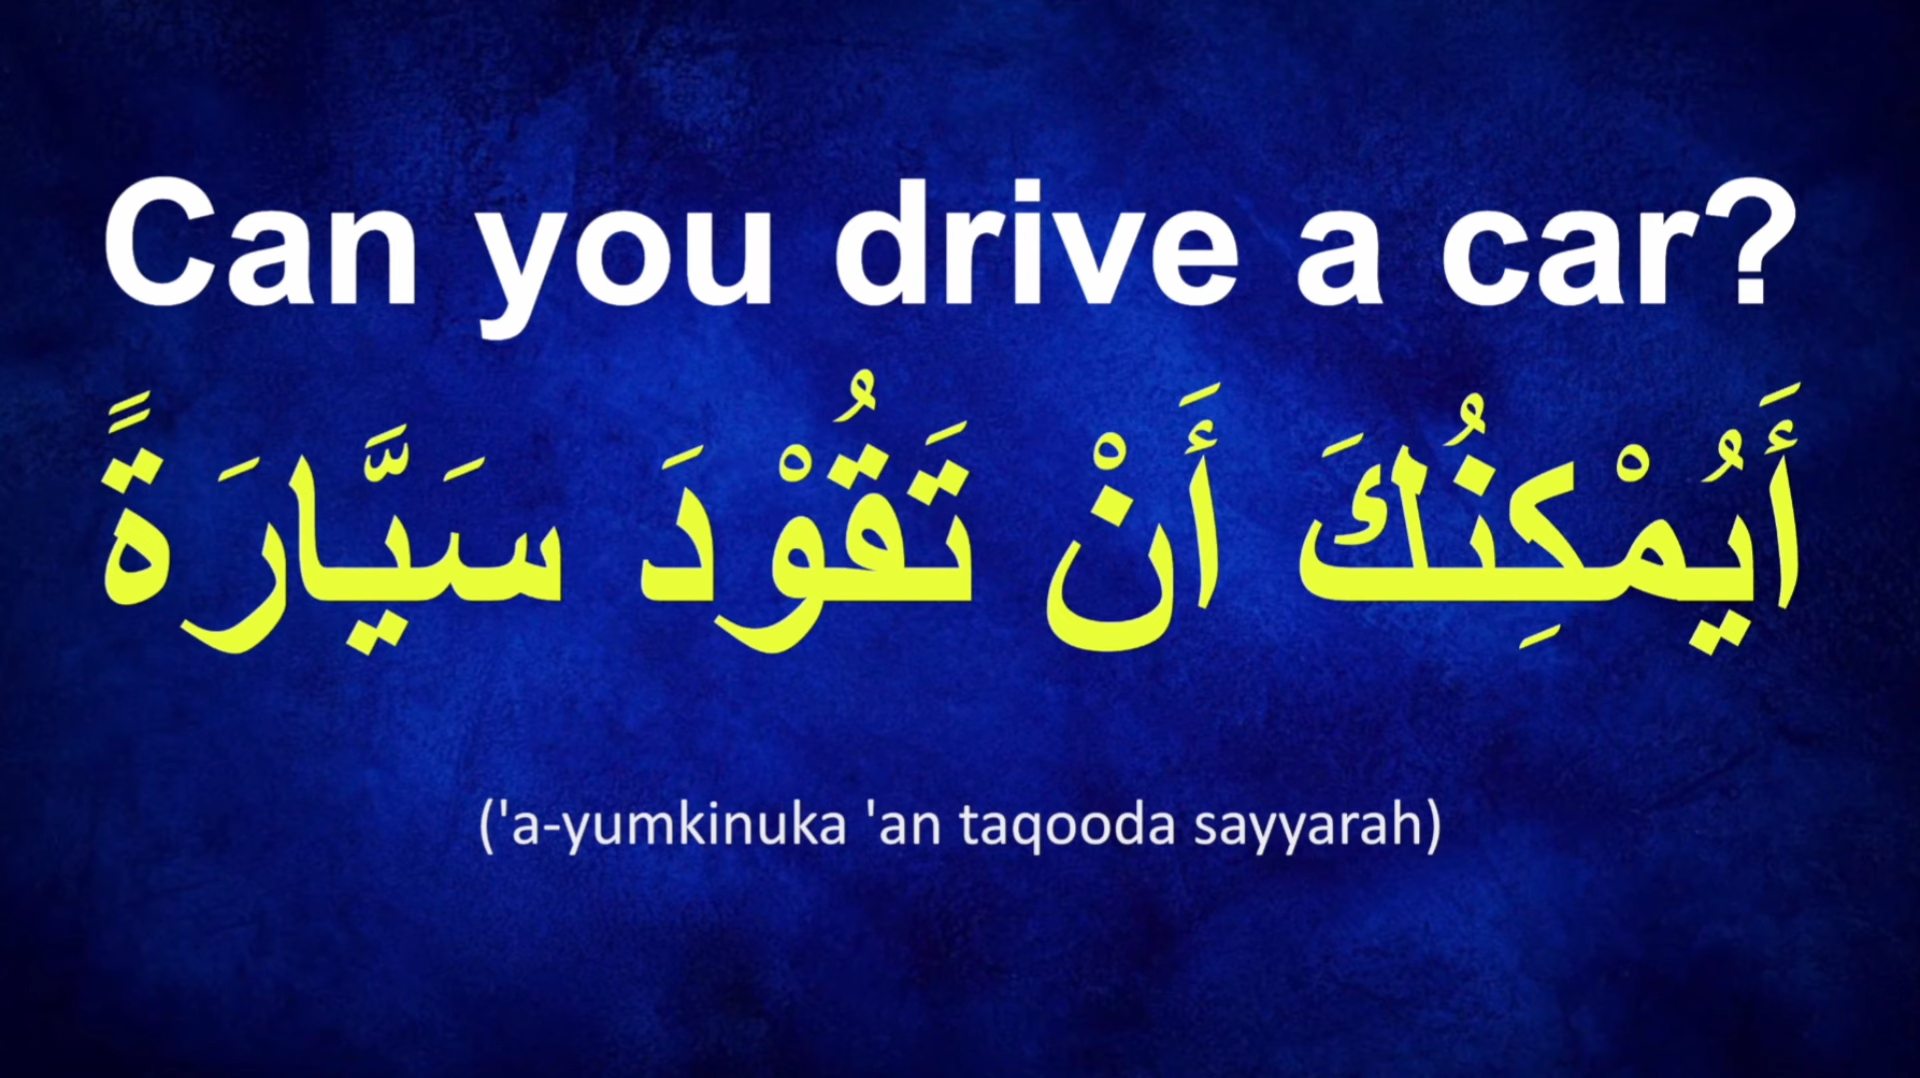 Can you drive a car?
أَيُمْكِنُكَ أَنْ تَقُوْدَ سَيَّارَةً
('a-yumkinuka 'an taqooda sayyarah)